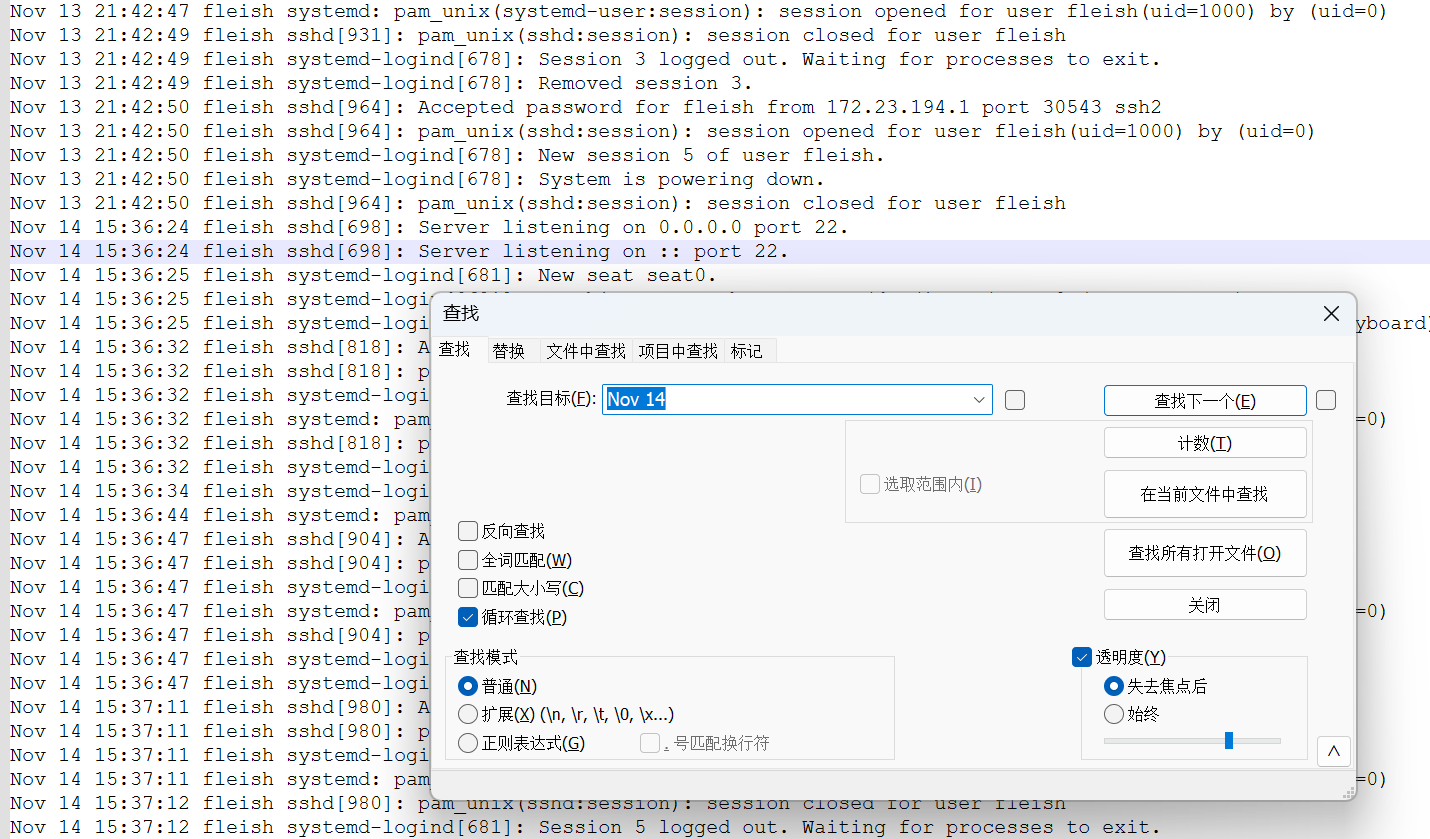 Nov 13 21:42:47 fleish systemd: pam_unix(systemd-user:session): session opened for user fleish(uid=1000) by (uid=0)
Nov 13 21:42:49 fleish sshd[931]: pam_unix(sshd:session): session closed for user fleish
Nov 13 21:42:49 fleish systemd-logind[678]: Session 3 logged out. Waiting for processes to exit.
Nov 13 21:42:49 fleish systemd-logind[678]: Removed session 3.
Nov 13 21:42:50 fleish sshd[964]: Accepted password for fleish from 172.23.194.1 port 30543 ssh2
Nov 13 21:42:50 fleish sshd[964]: pam_unix(sshd:session): session opened for user fleish(uid=1000) by (uid=0)
Nov 13 21:42:50 fleish systemd-logind[678]: New session 5 of user fleish.
Nov 13 21:42:50 fleish systemd-logind[678]: System is powering down.
Nov 13 21:42:50 fleish sshd[964]: pam_unix(sshd:session): session closed for user fleish
Nov 14 15:36:24 fleish sshd[698]: Server listening on 0.0.0.0 port 22.
Nov 14 15:36:24 fleish sshd[698]: Server listening on :: port 22.
Nov 14 15:36:25 fleish systemd-logind[681]: New seat seat0.
Nov 14 15:36:25 fleish systemd-logi
Nov 14 15:36:25 fleish systemd-logi yboard)
Nov 14 15:36:32 fleish sshd[818]: A
Nov 14 15:36:32 fleish sshd[818]: p
Nov 14 15:36:32 fleish systemd-logi
Nov 14 15:36:32 fleish systemd: pam =0)
Nov 14 15:36:32 fleish sshd[818]: p
Nov 14 15:36:32 fleish systemd-logi
Nov 14 15:36:34 fleish systemd-logi
Nov 14 15:36:44 fleish systemd: pam
Nov 14 15:36:47 fleish sshd[904]: A
Nov 14 15:36:47 fleish sshd[904]: p
Nov 14 15:36:47 fleish systemd-logi
Nov 14 15:36:47 fleish systemd: pam =0)
Nov 14 15:36:47 fleish sshd[904]: p
Nov 14 15:36:47 fleish systemd-logi
Nov 14 15:36:47 fleish systemd-logi
Nov 14 15:37:11 fleish sshd[980]: A
Nov 14 15:37:11 fleish sshd[980]: p
Nov 14 15:37:11 fleish systemd-logi
Nov 14 15:37:11 fleish systemd: pam =0)
Nov 14 15:37:12 fleish sshd[980]: pam_unix(sshd:session): session closed for user fleish
Nov 14 15:37:12 fleish systemd-logind[681]: Session 5 logged out. Waiting for processes to exit.
查找
查找 替换 文件中查找 项目中查找 标记
查找目标(F): Nov 14 查找下一个(E)
计数(T)
选取范围内(I) 在当前文件中查找
反向查找
查找所有打开文件(O)
全词匹配(W)
匹配大小写(C)
关闭
循环查找(P)
查找模式 透明度(Y)
普通(N) 失去焦点后
扩展(X) (\n, \r, \t, \0, \x...) 始终
正则表达式(G) . 号匹配换行符